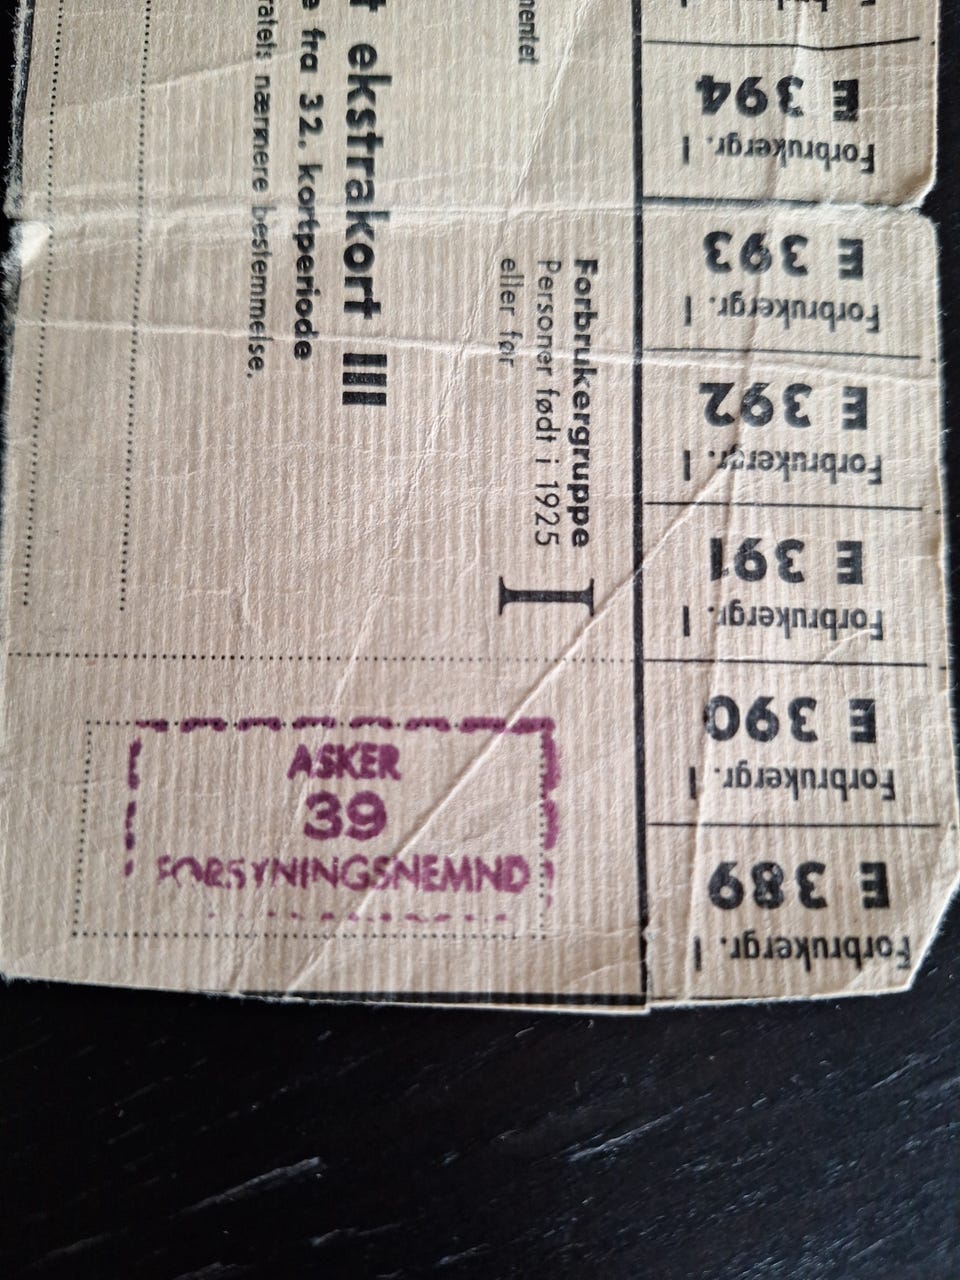 mentet
ekstrakort III
fra 32. kortperiode
nærmere bestemmelse.
Forbrukergruppe
Personer født i 1925
eller før
I
ASKER
39
FORSYNINGSNEMND
E 394
Forbrukergr. I
E 393
Forbrukergr. I
E 392
Forbrukergr. I
E 391
Forbrukergr. I
E 390
Forbrukergr. I
E 389
Forbrukergr. I